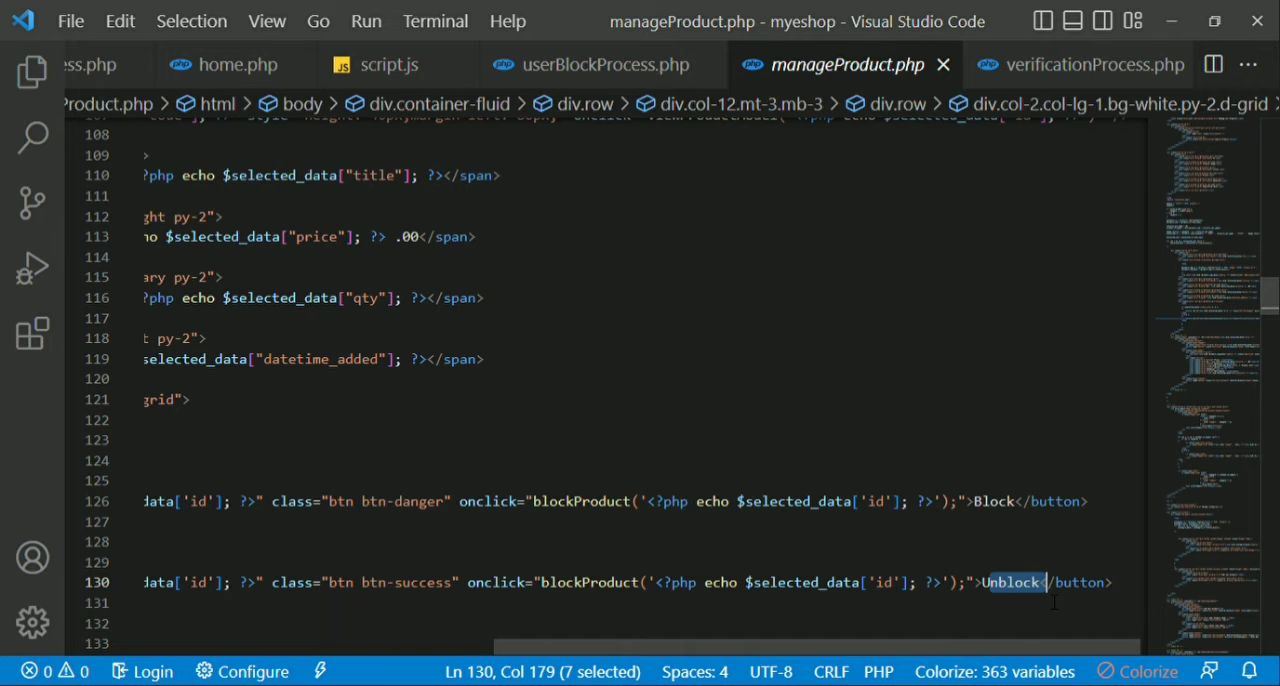 File Edit Selection View Go Run Terminal Help manageProduct.php - myeshop - Visual Studio Code
ess.php home.php JS script.js php userBlockProcess.php php manageProduct.php php verificationProcess.php
Product.php > html > body > div.container-fluid > div.row > div.col-12.mt-3.mb-3 > div.row > div.col-2.col-lg-1.bg-white.py-2.d-grid
108
109 >
110 ?php echo $selected_data["title"]; ?></span>
111
112 ght py-2">
113 ho $selected_data["price"]; ?> .00</span>
114
115 ary py-2">
116 ?php echo $selected_data["qty"]; ?></span>
117
118 t py-2">
119 selected_data["datetime_added"]; ?></span>
120
121 grid">
122
123
124
125
126 data['id']; ?>" class="btn btn-danger" onclick="blockProduct('<?php echo $selected_data['id']; ?>');">Block</button>
127
128
129
130 data['id']; ?>" class="btn btn-success" onclick="blockProduct('<?php echo $selected_data['id']; ?>');">Unblock</button>
131
132
133
0 0 Login Configure Ln 130, Col 179 (7 selected) Spaces: 4 UTF-8 CRLF PHP Colorize: 363 variables Colorize